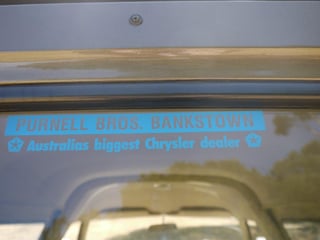 PURNELL BROS. BANKSTOWN
Australias biggest Chrysler dealer